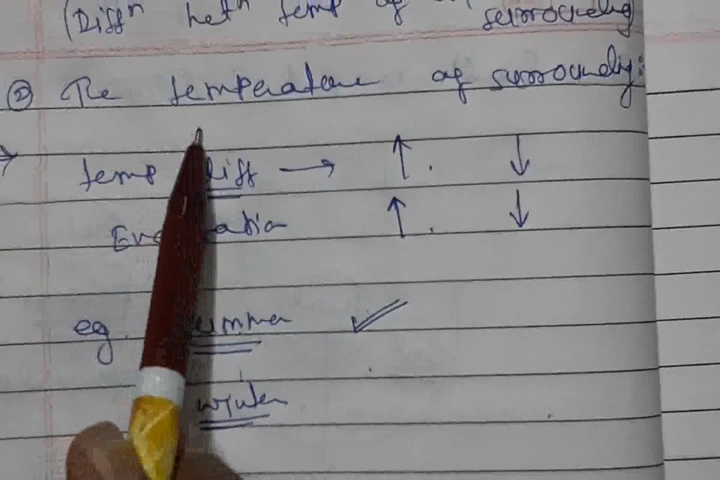 (Diffn betn temp of surrounding
② The temperature of surrounding:
temp diff → ↑. ↓
Evaporation ↑. ↓
eg. Summer ✓
winter